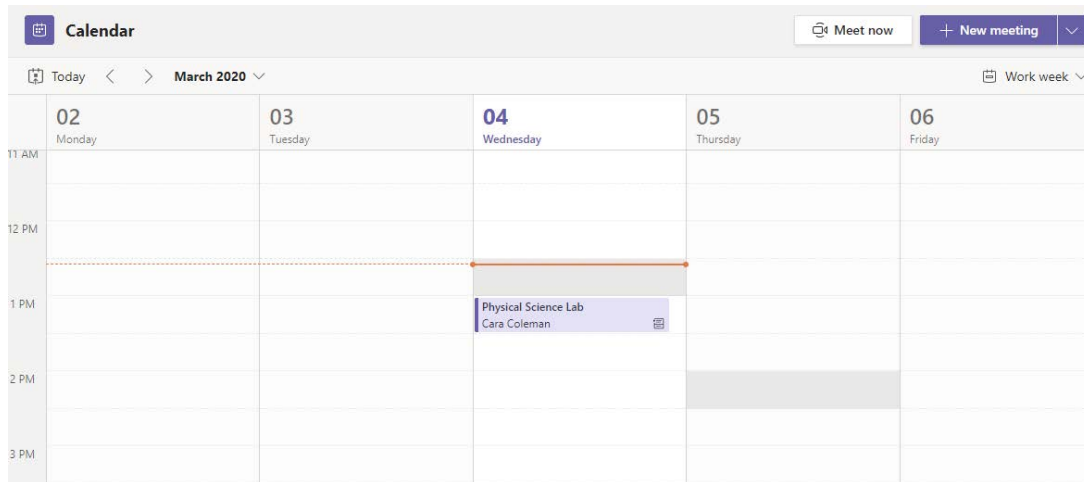 Calendar
Meet now
New meeting
Today
March 2020
Work week
02
03
04
05
06
Monday
Tuesday
Wednesday
Thursday
Friday
11 AM
12 PM
1 PM
Physical Science Lab
Cara Coleman
2 PM
3 PM